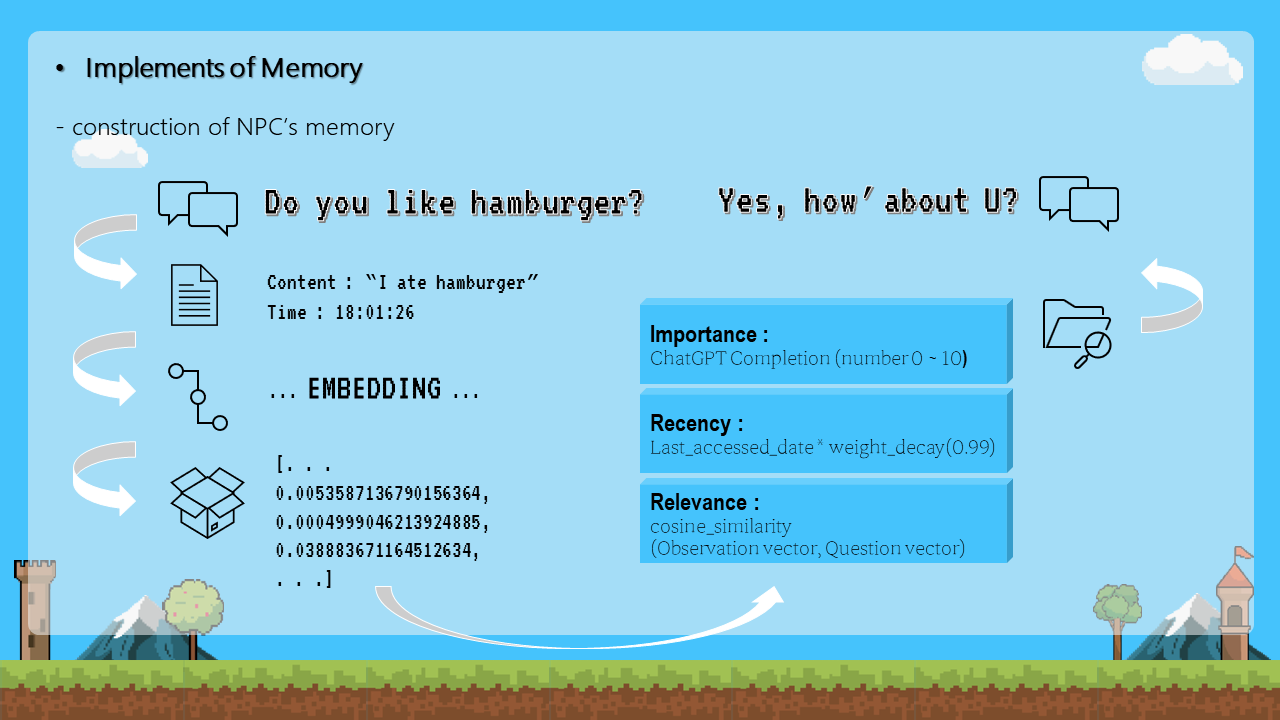 • Implements of Memory
- construction of NPC's memory
Do you like hamburger?
Yes, how' about U?
Content : “I ate hamburger”
Time : 18:01:26
... EMBEDDING ...
[. . .
0.0053587136790156364,
0.0004999046213924885,
0.038883671164512634,
. . .]
Importance :
ChatGPT Completion (number 0 ~ 10)
Recency :
Last_accessed_date * weight_decay(0.99)
Relevance :
cosine_similarity
(Observation vector, Question vector)